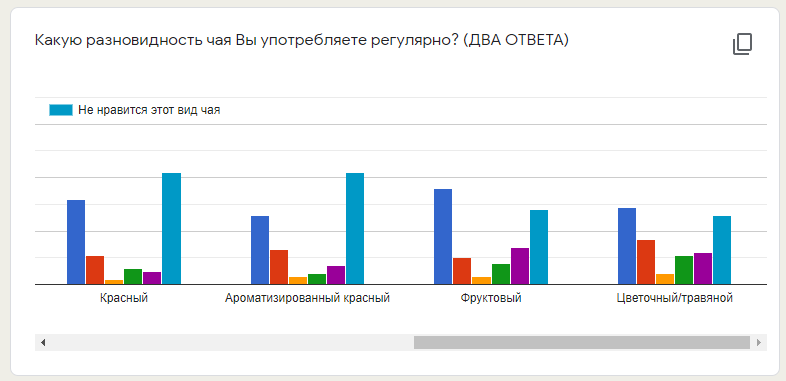 Какую разновидность чая Вы употребляете регулярно? (ДВА ОТВЕТА)
Не нравится этот вид чая
Красный
Ароматизированный красный
Фруктовый
Цветочный/травяной